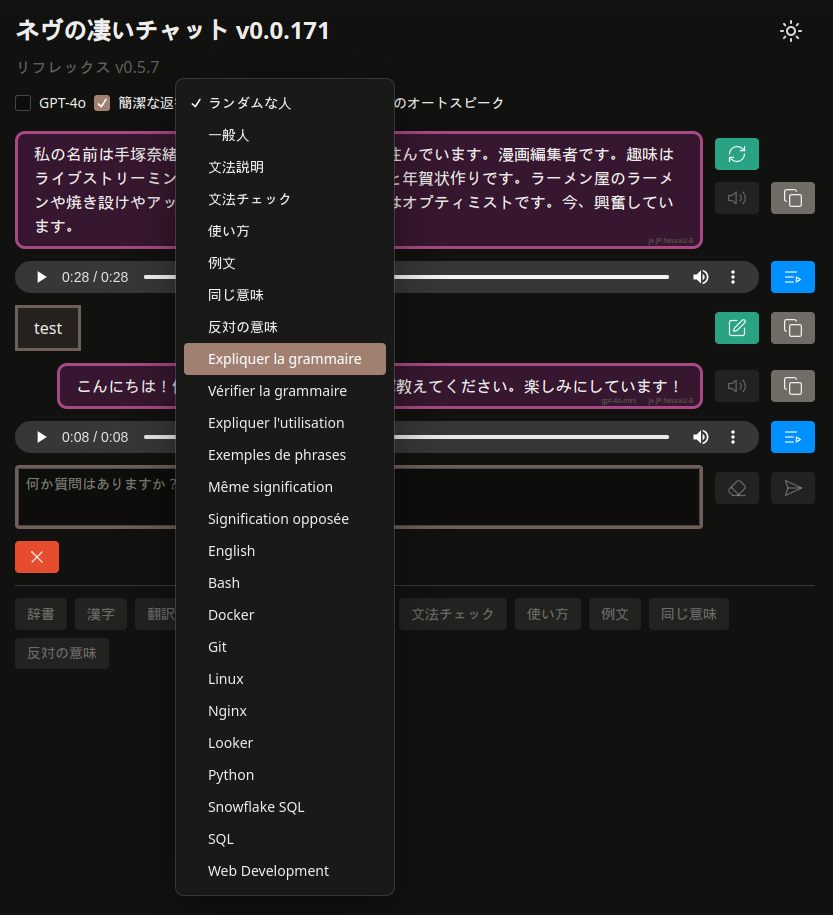 ネヴの凄いチャット v0.0.171
リフレックス v0.5.7
GPT-4o 簡潔な返 のオートスピーク
私の名前は手塚奈緒 住んでいます。漫画編集者です。趣味は
ライブストリーミン と年賀状作りです。ラーメン屋のラーメ
ンや焼き設けやアッ はオプティミストです。今、興奮してい
ます。
ja-JP-Neural2-B
0:28 / 0:28
test
こんにちは! 教えてください。楽しみにしています!
gpt-4o-mini ja-JP-Neural2-B
0:08 / 0:08
何か質問はありますか?
辞書 漢字 翻訳 文法チェック 使い方 例文 同じ意味
反対の意味
ランダムな人
一般人
文法説明
文法チェック
使い方
例文
同じ意味
反対の意味
Expliquer la grammaire
Vérifier la grammaire
Expliquer l'utilisation
Exemples de phrases
Même signification
Signification opposée
English
Bash
Docker
Git
Linux
Nginx
Looker
Python
Snowflake SQL
SQL
Web Development